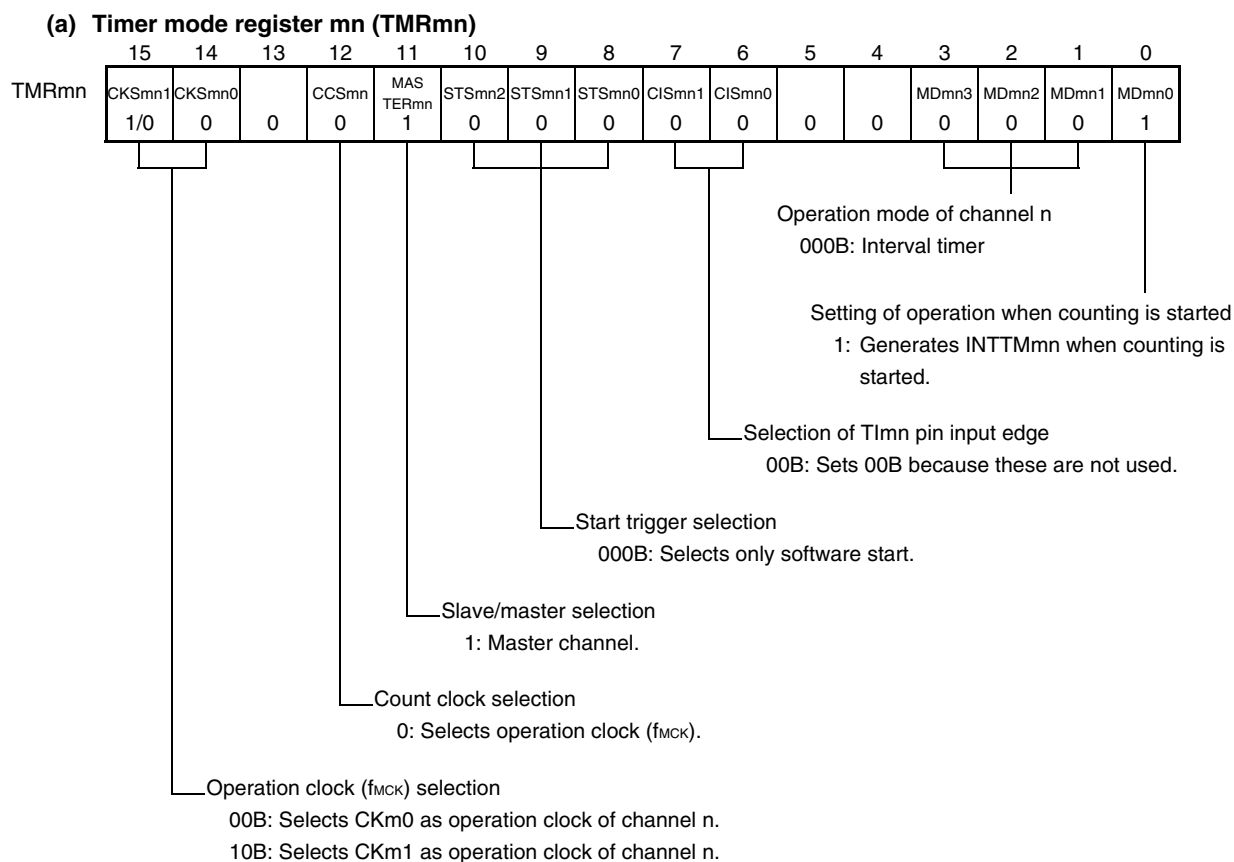 (a) Timer mode register mn (TMRmn)
15 14 13 12 11 10 9 8 7 6 5 4 3 2 1 0
TMRmn CKSmn1 CKSmn0 CCSmn MAS TERmn STSmn2 STSmn1 STSmn0 CISmn1 CISmn0 MDmn3 MDmn2 MDmn1 MDmn0
1/0 0 0 0 1 0 0 0 0 0 0 0 0 0 0 1
Operation mode of channel n
000B: Interval timer
Setting of operation when counting is started
1: Generates INTTMmn when counting is
started.
Selection of TImn pin input edge
00B: Sets 00B because these are not used.
Start trigger selection
000B: Selects only software start.
Slave/master selection
1: Master channel.
Count clock selection
0: Selects operation clock (fMCK).
Operation clock (fMCK) selection
00B: Selects CKm0 as operation clock of channel n.
10B: Selects CKm1 as operation clock of channel n.